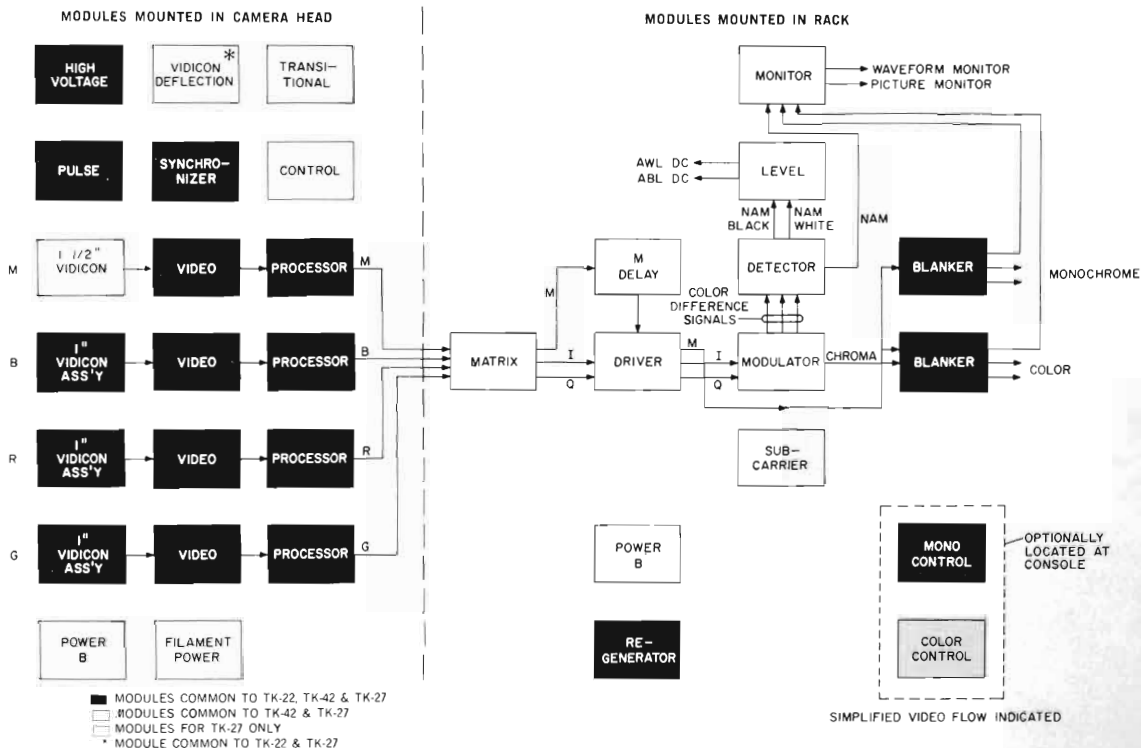 MODULES MOUNTED IN CAMERA HEAD
MODULES MOUNTED IN RACK
HIGH
VOLTAGE
VIDICON *
DEFLECTION
TRANSI-
TIONAL
MONITOR
WAVEFORM MONITOR
PICTURE MONITOR
PULSE
SYNCHRO-
NIZER
CONTROL
AWL DC
ABL DC
LEVEL
NAM
BLACK
NAM
WHITE
NAM
M
1 1/2"
VIDICON
VIDEO
PROCESSOR
M
M
M
DELAY
DETECTOR
BLANKER
MONOCHROME
COLOR
DIFFERENCE
SIGNALS
B
1"
VIDICON
ASS'Y
VIDEO
PROCESSOR
B
MATRIX
I
Q
DRIVER
M
I
Q
MODULATOR
CHROMA
BLANKER
COLOR
R
1"
VIDICON
ASS'Y
VIDEO
PROCESSOR
R
SUB-
CARRIER
G
1"
VIDICON
ASS'Y
VIDEO
PROCESSOR
G
POWER
B
MONO
CONTROL
OPTIONALLY
LOCATED AT
CONSOLE
POWER
B
FILAMENT
POWER
RE-
GENERATOR
COLOR
CONTROL
MODULES COMMON TO TK-22, TK-42 & TK-27
MODULES COMMON TO TK-42 & TK-27
MODULES FOR TK-27 ONLY
* MODULE COMMON TO TK-22 & TK-27
SIMPLIFIED VIDEO FLOW INDICATED